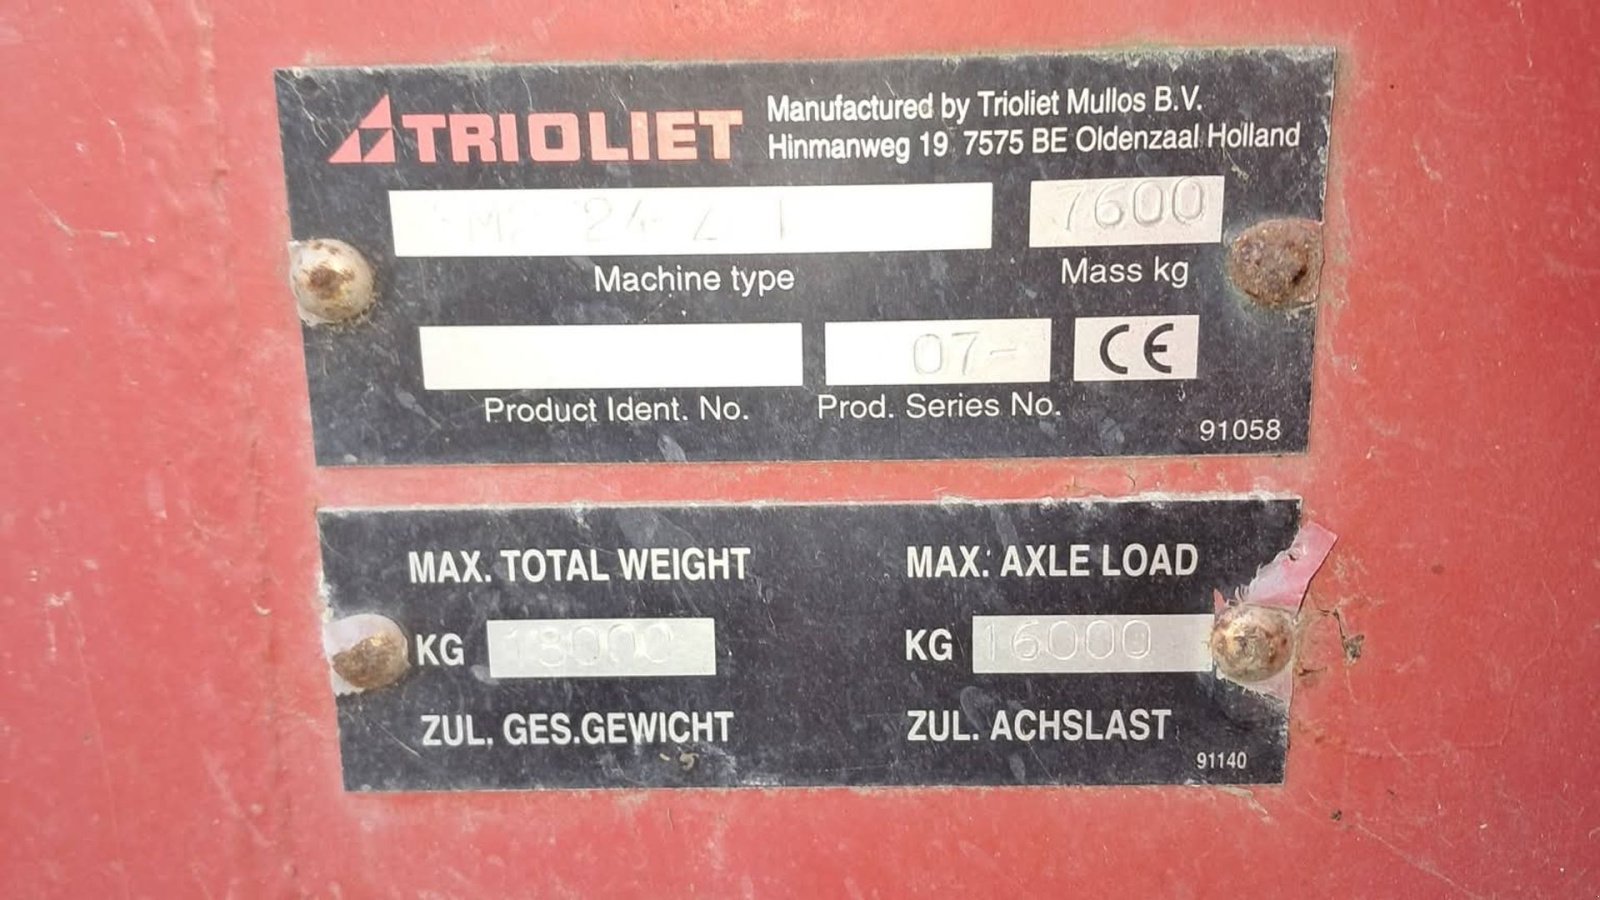 TRIOLIET
Manufactured by Trioliet Mullos B.V.
Hinmanweg 19 7575 BE Oldenzaal Holland
24
7600
Machine type
Mass kg
07-
CE
Product Ident. No.
Prod. Series No.
91058
MAX. TOTAL WEIGHT
MAX. AXLE LOAD
KG 18000
KG 16000
ZUL. GES.GEWICHT
ZUL. ACHSLAST
91140